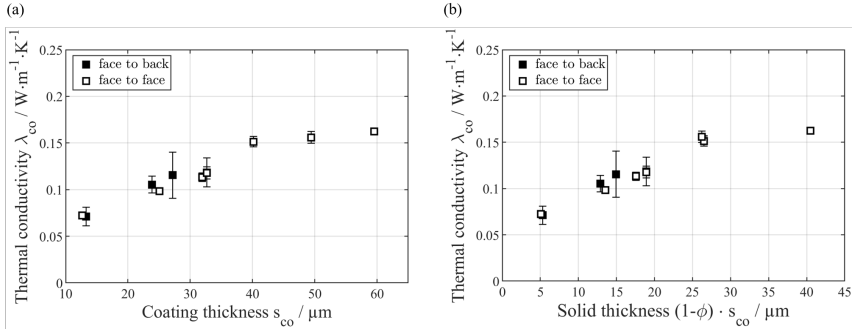 (a)
(b)
Thermal conductivity λco / W·m-1·K-1
0.25
0.2
0.15
0.1
0.05
0
face to back
face to face
10
20
30
40
50
60
Coating thickness sco / μm
Thermal conductivity λco / W·m-1·K-1
0.25
0.2
0.15
0.1
0.05
0
face to back
face to face
0
5
10
15
20
25
30
35
40
45
Solid thickness (1-ϕ) · sco / μm